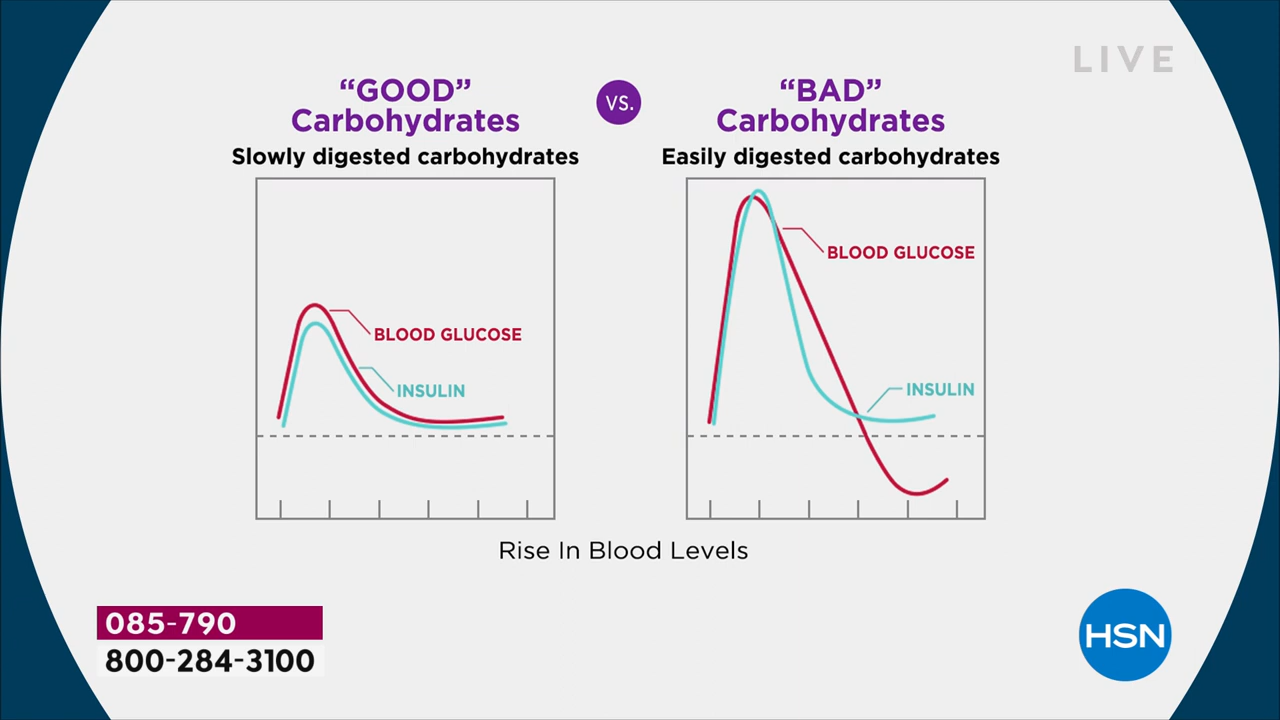 LIVE
“GOOD”
Carbohydrates
Slowly digested carbohydrates
VS.
“BAD”
Carbohydrates
Easily digested carbohydrates
BLOOD GLUCOSE
INSULIN
BLOOD GLUCOSE
INSULIN
Rise In Blood Levels
085-790
800-284-3100
HSN